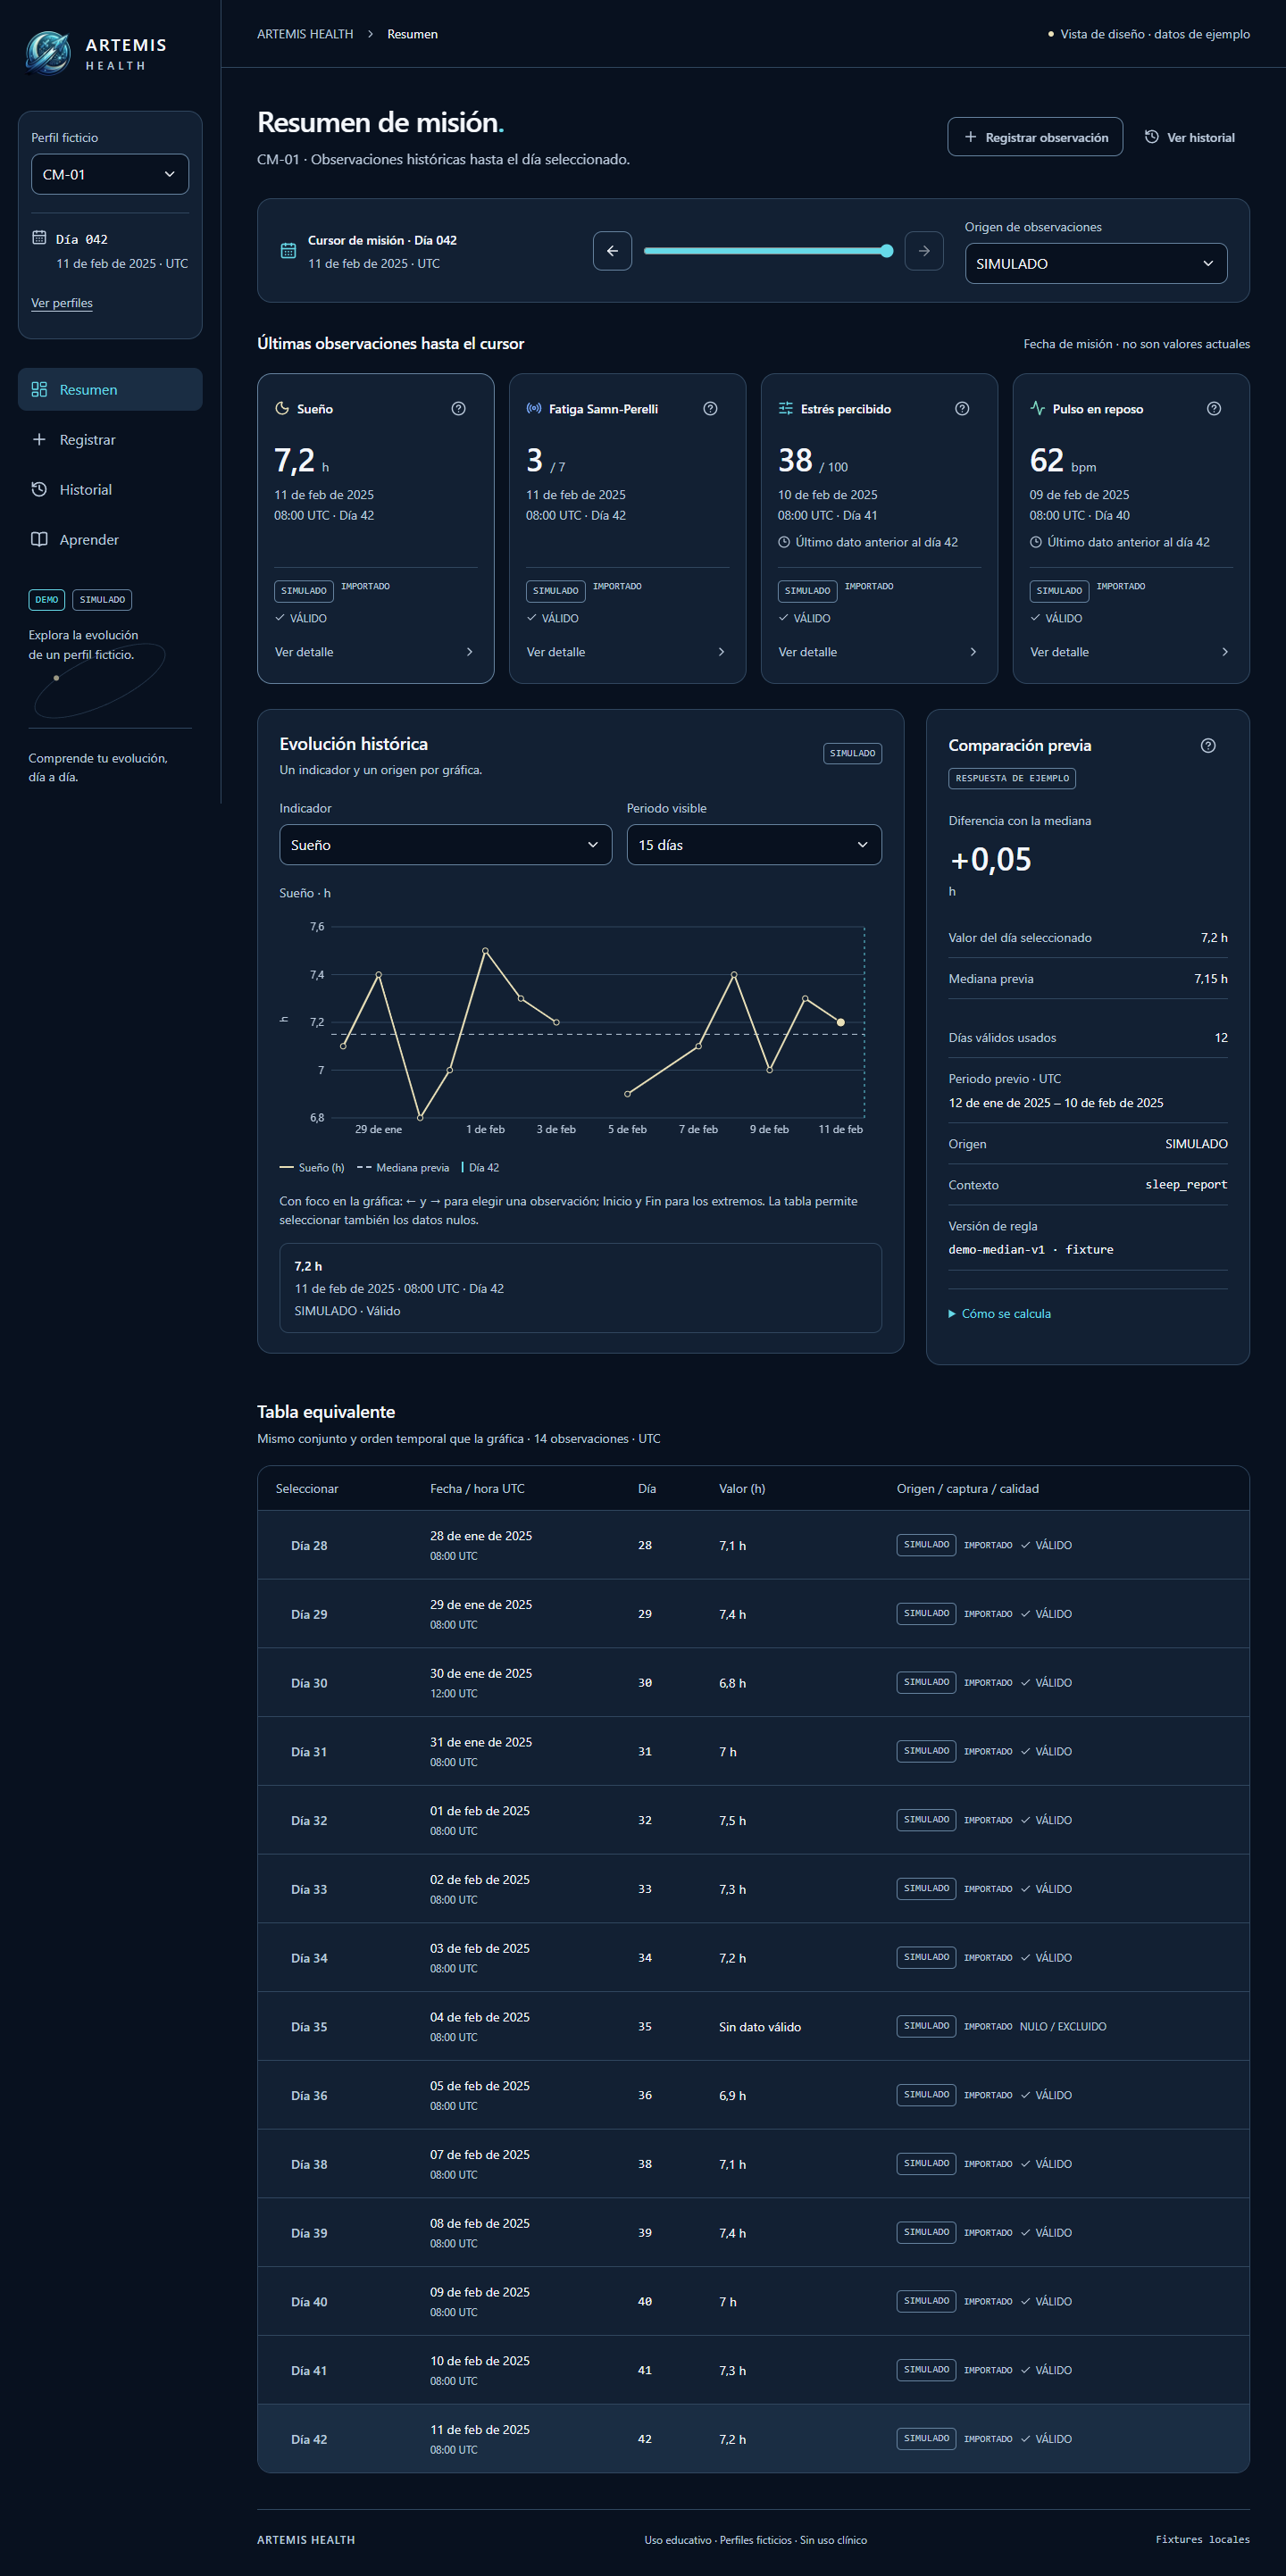 ARTEMIS
HEALTH
Perfil ficticio
CM-01
Día 042
11 de feb de 2025 · UTC
Ver perfiles
Resumen
Registrar
Historial
Aprender
DEMO SIMULADO
Explora la evolución
de un perfil ficticio.
Comprende tu evolución,
día a día.
ARTEMIS HEALTH > Resumen
Vista de diseño · datos de ejemplo
Resumen de misión.
CM-01 · Observaciones históricas hasta el día seleccionado.
Registrar observación
Ver historial
Cursor de misión · Día 042
11 de feb de 2025 · UTC
Origen de observaciones
SIMULADO
Últimas observaciones hasta el cursor
Fecha de misión · no son valores actuales
Sueño
7,2 h
11 de feb de 2025
08:00 UTC · Día 42
SIMULADO IMPORTADO
VÁLIDO
Ver detalle
Fatiga Samn-Perelli
3 / 7
11 de feb de 2025
08:00 UTC · Día 42
SIMULADO IMPORTADO
VÁLIDO
Ver detalle
Estrés percibido
38 / 100
10 de feb de 2025
08:00 UTC · Día 41
Último dato anterior al día 42
SIMULADO IMPORTADO
VÁLIDO
Ver detalle
Pulso en reposo
62 bpm
09 de feb de 2025
08:00 UTC · Día 40
Último dato anterior al día 42
SIMULADO IMPORTADO
VÁLIDO
Ver detalle
Evolución histórica
Un indicador y un origen por gráfica.
SIMULADO
Indicador
Sueño
Periodo visible
15 días
Sueño · h
7,6
7,4
7,2
7
6,8
h
29 de ene 1 de feb 3 de feb 5 de feb 7 de feb 9 de feb 11 de feb
Sueño (h) Mediana previa Día 42
Con foco en la gráfica: ← y → para elegir una observación; Inicio y Fin para los extremos. La tabla permite
seleccionar también los datos nulos.
7,2 h
11 de feb de 2025 · 08:00 UTC · Día 42
SIMULADO · Válido
Comparación previa
RESPUESTA DE EJEMPLO
Diferencia con la mediana
+0,05
h
Valor del día seleccionado 7,2 h
Mediana previa 7,15 h
Días válidos usados 12
Periodo previo · UTC
12 de ene de 2025 – 10 de feb de 2025
Origen SIMULADO
Contexto sleep_report
Versión de regla
demo-median-v1 · fixture
Cómo se calcula
Tabla equivalente
Mismo conjunto y orden temporal que la gráfica · 14 observaciones · UTC
Seleccionar Fecha / hora UTC Día Valor (h) Origen / captura / calidad
Día 28 28 de ene de 2025 28 7,1 h SIMULADO IMPORTADO VÁLIDO
08:00 UTC
Día 29 29 de ene de 2025 29 7,4 h SIMULADO IMPORTADO VÁLIDO
08:00 UTC
Día 30 30 de ene de 2025 30 6,8 h SIMULADO IMPORTADO VÁLIDO
12:00 UTC
Día 31 31 de ene de 2025 31 7 h SIMULADO IMPORTADO VÁLIDO
08:00 UTC
Día 32 01 de feb de 2025 32 7,5 h SIMULADO IMPORTADO VÁLIDO
08:00 UTC
Día 33 02 de feb de 2025 33 7,3 h SIMULADO IMPORTADO VÁLIDO
08:00 UTC
Día 34 03 de feb de 2025 34 7,2 h SIMULADO IMPORTADO VÁLIDO
08:00 UTC
Día 35 04 de feb de 2025 35 Sin dato válido SIMULADO IMPORTADO NULO / EXCLUIDO
08:00 UTC
Día 36 05 de feb de 2025 36 6,9 h SIMULADO IMPORTADO VÁLIDO
08:00 UTC
Día 38 07 de feb de 2025 38 7,1 h SIMULADO IMPORTADO VÁLIDO
08:00 UTC
Día 39 08 de feb de 2025 39 7,4 h SIMULADO IMPORTADO VÁLIDO
08:00 UTC
Día 40 09 de feb de 2025 40 7 h SIMULADO IMPORTADO VÁLIDO
08:00 UTC
Día 41 10 de feb de 2025 41 7,3 h SIMULADO IMPORTADO VÁLIDO
08:00 UTC
Día 42 11 de feb de 2025 42 7,2 h SIMULADO IMPORTADO VÁLIDO
08:00 UTC
ARTEMIS HEALTH
Uso educativo · Perfiles ficticios · Sin uso clínico
Fixtures locales